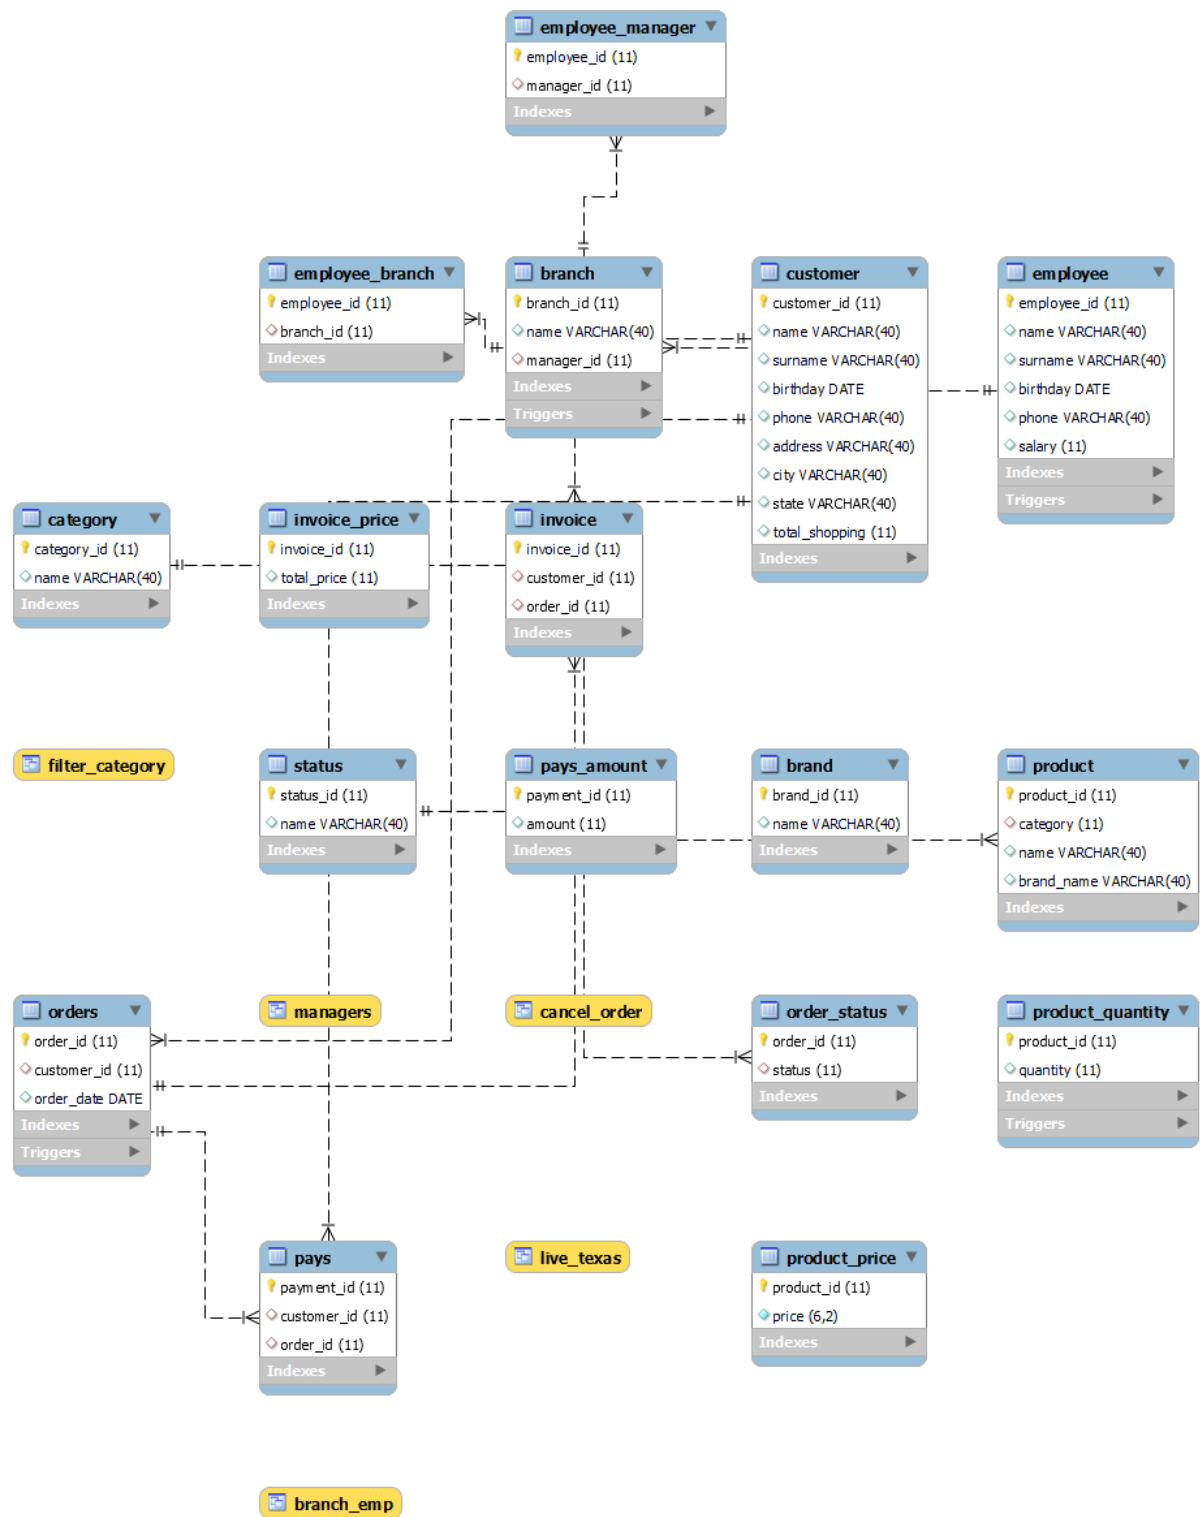 employee_manager
employee_id (11)
manager_id (11)
Indexes
employee_branch
employee_id (11)
branch_id (11)
Indexes
branch
branch_id (11)
name VARCHAR(40)
manager_id (11)
Indexes
Triggers
customer
customer_id (11)
name VARCHAR(40)
surname VARCHAR(40)
birthday DATE
phone VARCHAR(40)
address VARCHAR(40)
city VARCHAR(40)
state VARCHAR(40)
total_shopping (11)
Indexes
employee
employee_id (11)
name VARCHAR(40)
surname VARCHAR(40)
birthday DATE
phone VARCHAR(40)
salary (11)
Indexes
Triggers
category
category_id (11)
name VARCHAR(40)
Indexes
invoice_price
invoice_id (11)
total_price (11)
Indexes
invoice
invoice_id (11)
customer_id (11)
order_id (11)
Indexes
filter_category
status
status_id (11)
name VARCHAR(40)
Indexes
pays_amount
payment_id (11)
amount (11)
Indexes
brand
brand_id (11)
name VARCHAR(40)
Indexes
product
product_id (11)
category (11)
name VARCHAR(40)
brand_name VARCHAR(40)
Indexes
orders
order_id (11)
customer_id (11)
order_date DATE
Indexes
Triggers
managers
cancel_order
order_status
order_id (11)
status (11)
Indexes
product_quantity
product_id (11)
quantity (11)
Indexes
Triggers
pays
payment_id (11)
customer_id (11)
order_id (11)
Indexes
live_texas
product_price
product_id (11)
price (6,2)
Indexes
branch_emp